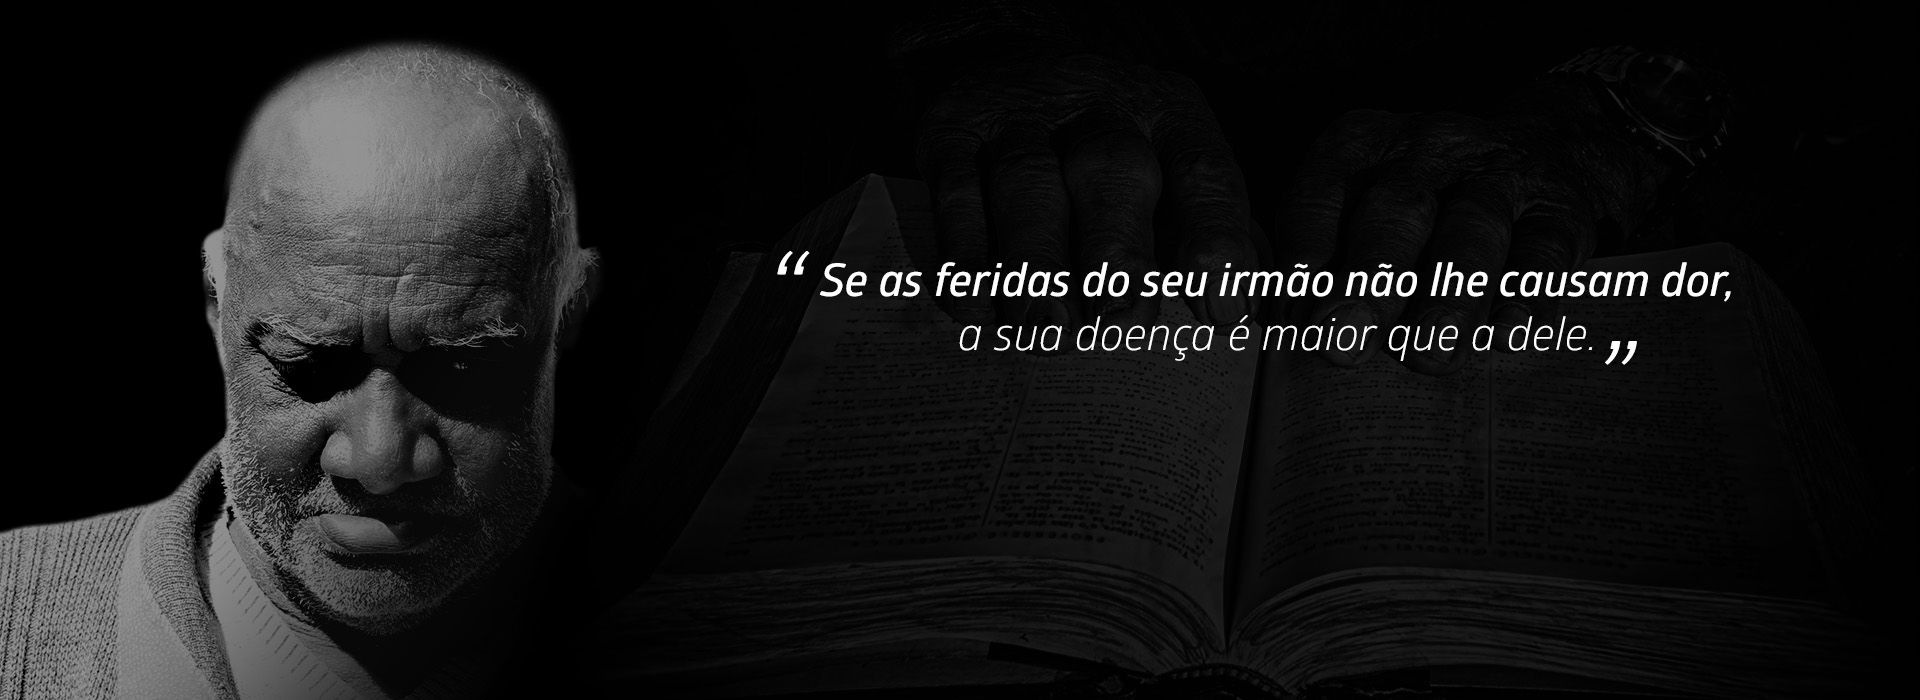 “Se as feridas do seu irmão não lhe causam dor,
a sua doença é maior que a dele.”